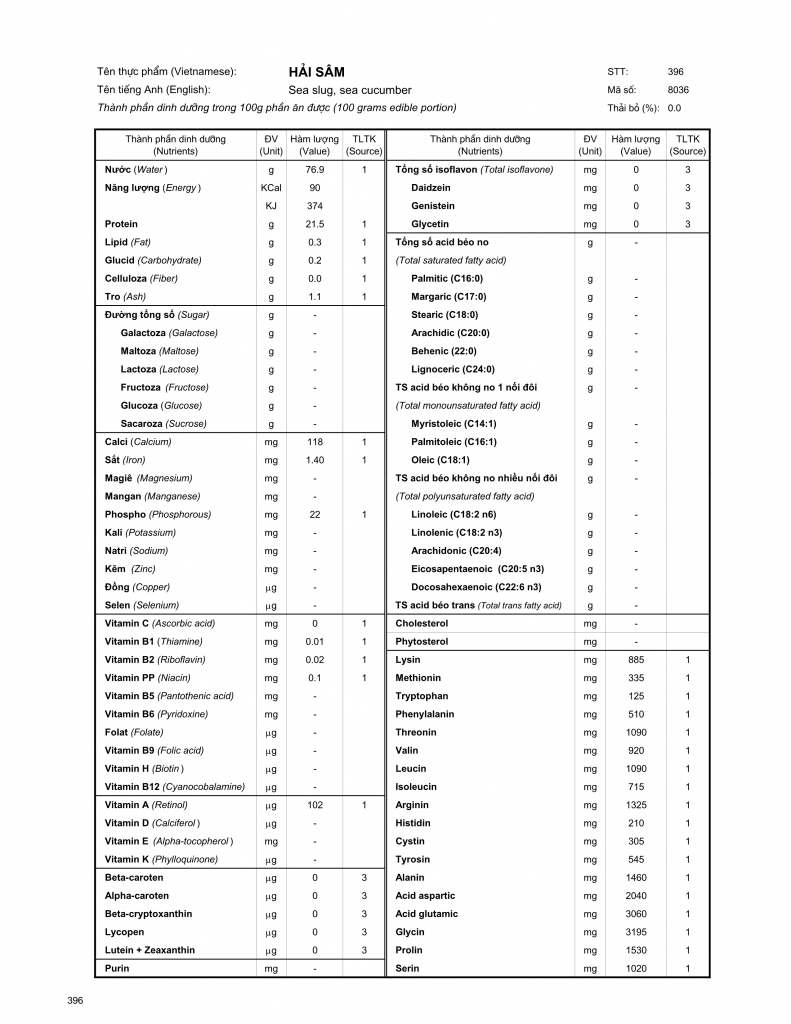 Tên thực phẩm (Vietnamese): HẢI SÂM STT: 396
Tên tiếng Anh (English): Sea slug, sea cucumber Mã số: 8036
Thành phần dinh dưỡng trong 100g phần ăn được (100 grams edible portion) Thải bỏ (%): 0.0
Thành phần dinh dưỡng ĐV Hàm lượng TLTK
(Nutrients) (Unit) (Value) (Source)
Nước (Water) g 76.9 1
Năng lượng (Energy) KCal 90
KJ 374
Protein g 21.5 1
Lipid (Fat) g 0.3 1
Glucid (Carbohydrate) g 0.2 1
Celluloza (Fiber) g 0.0 1
Tro (Ash) g 1.1 1
Đường tổng số (Sugar) g -
Galactoza (Galactose) g -
Maltoza (Maltose) g -
Lactoza (Lactose) g -
Fructoza (Fructose) g -
Glucoza (Glucose) g -
Sacaroza (Sucrose) g -
Calci (Calcium) mg 118 1
Sắt (Iron) mg 1.40 1
Magiê (Magnesium) mg -
Mangan (Manganese) mg -
Phospho (Phosphorous) mg 22 1
Kali (Potassium) mg -
Natri (Sodium) mg -
Kẽm (Zinc) mg -
Đồng (Copper) μg -
Selen (Selenium) μg -
Vitamin C (Ascorbic acid) mg 0 1
Vitamin B1 (Thiamine) mg 0.01 1
Vitamin B2 (Riboflavin) mg 0.02 1
Vitamin PP (Niacin) mg 0.1 1
Vitamin B5 (Pantothenic acid) mg -
Vitamin B6 (Pyridoxine) mg -
Folat (Folate) μg -
Vitamin B9 (Folic acid) μg -
Vitamin H (Biotin) μg -
Vitamin B12 (Cyanocobalamine) μg -
Vitamin A (Retinol) μg 102 1
Vitamin D (Calciferol) μg -
Vitamin E (Alpha-tocopherol) mg -
Vitamin K (Phylloquinone) μg -
Beta-caroten μg 0 3
Alpha-caroten μg 0 3
Beta-cryptoxanthin μg 0 3
Lycopen μg 0 3
Lutein + Zeaxanthin μg 0 3
Purin mg -
Thành phần dinh dưỡng ĐV Hàm lượng TLTK
(Nutrients) (Unit) (Value) (Source)
Tổng số isoflavon (Total isoflavone) mg 0 3
Daidzein mg 0 3
Genistein mg 0 3
Glycetin mg 0 3
Tổng số acid béo no g -
(Total saturated fatty acid)
Palmitic (C16:0) g -
Margaric (C17:0) g -
Stearic (C18:0) g -
Arachidic (C20:0) g -
Behenic (22:0) g -
Lignoceric (C24:0) g -
TS acid béo không no 1 nối đôi g -
(Total monounsaturated fatty acid)
Myristoleic (C14:1) g -
Palmitoleic (C16:1) g -
Oleic (C18:1) g -
TS acid béo không no nhiều nối đôi g -
(Total polyunsaturated fatty acid)
Linoleic (C18:2 n6) g -
Linolenic (C18:2 n3) g -
Arachidonic (C20:4) g -
Eicosapentaenoic (C20:5 n3) g -
Docosahexaenoic (C22:6 n3) g -
TS acid béo trans (Total trans fatty acid) g -
Cholesterol mg -
Phytosterol mg -
Lysin mg 885 1
Methionin mg 335 1
Tryptophan mg 125 1
Phenylalanin mg 510 1
Threonin mg 1090 1
Valin mg 920 1
Leucin mg 1090 1
Isoleucin mg 715 1
Arginin mg 1325 1
Histidin mg 210 1
Cystin mg 305 1
Tyrosin mg 545 1
Alanin mg 1460 1
Acid aspartic mg 2040 1
Acid glutamic mg 3060 1
Glycin mg 3195 1
Prolin mg 1530 1
Serin mg 1020 1
396